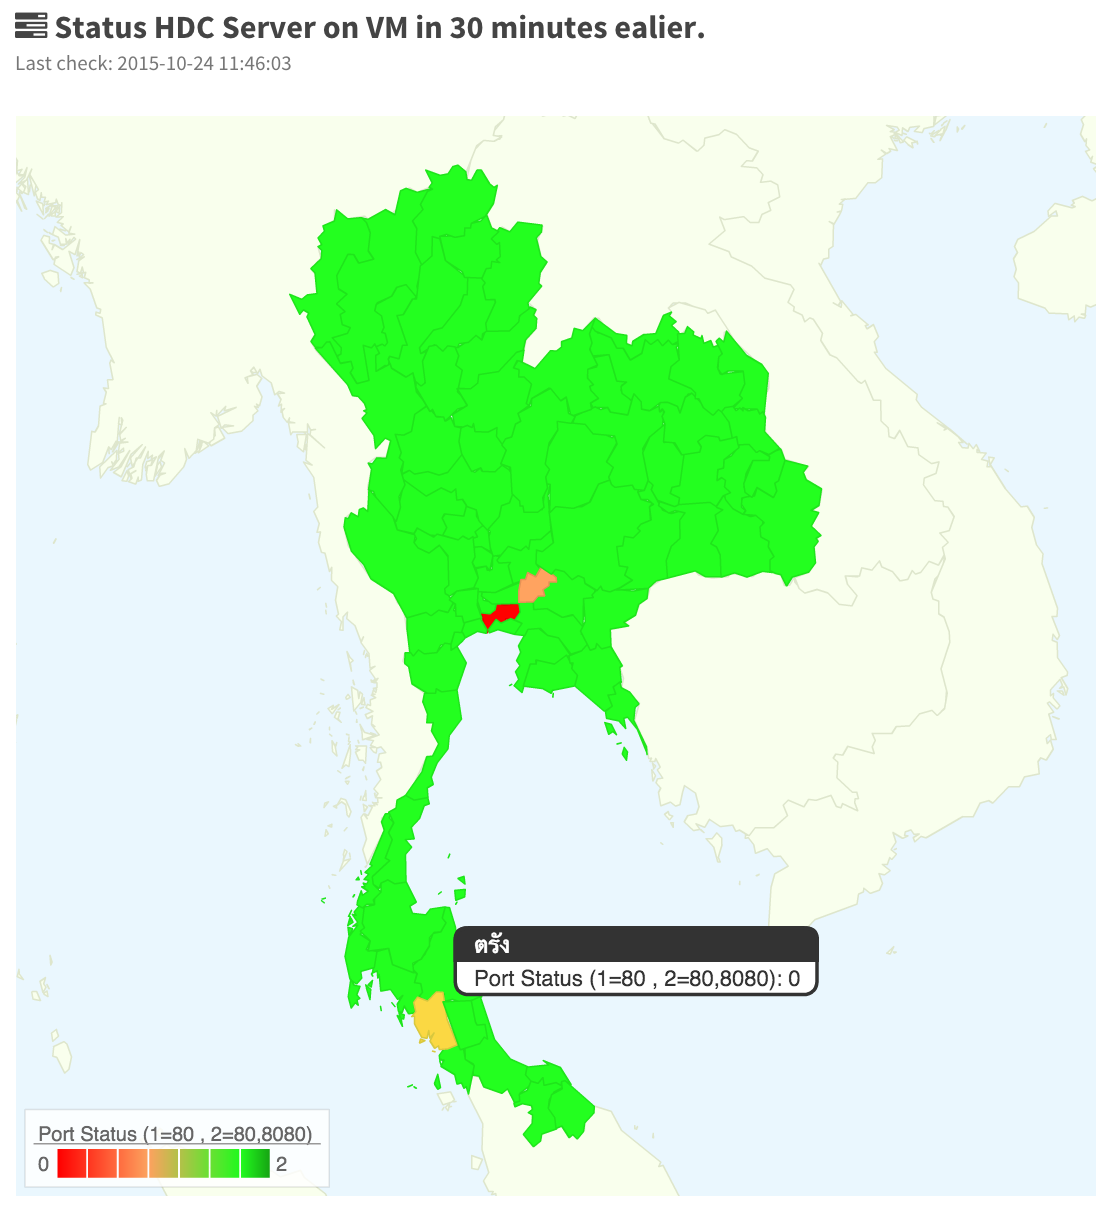 Status HDC Server on VM in 30 minutes ealier.
Last check: 2015-10-24 11:46:03
ตรัง
Port Status (1=80 , 2=80,8080): 0
Port Status (1=80 , 2=80,8080)
0 2